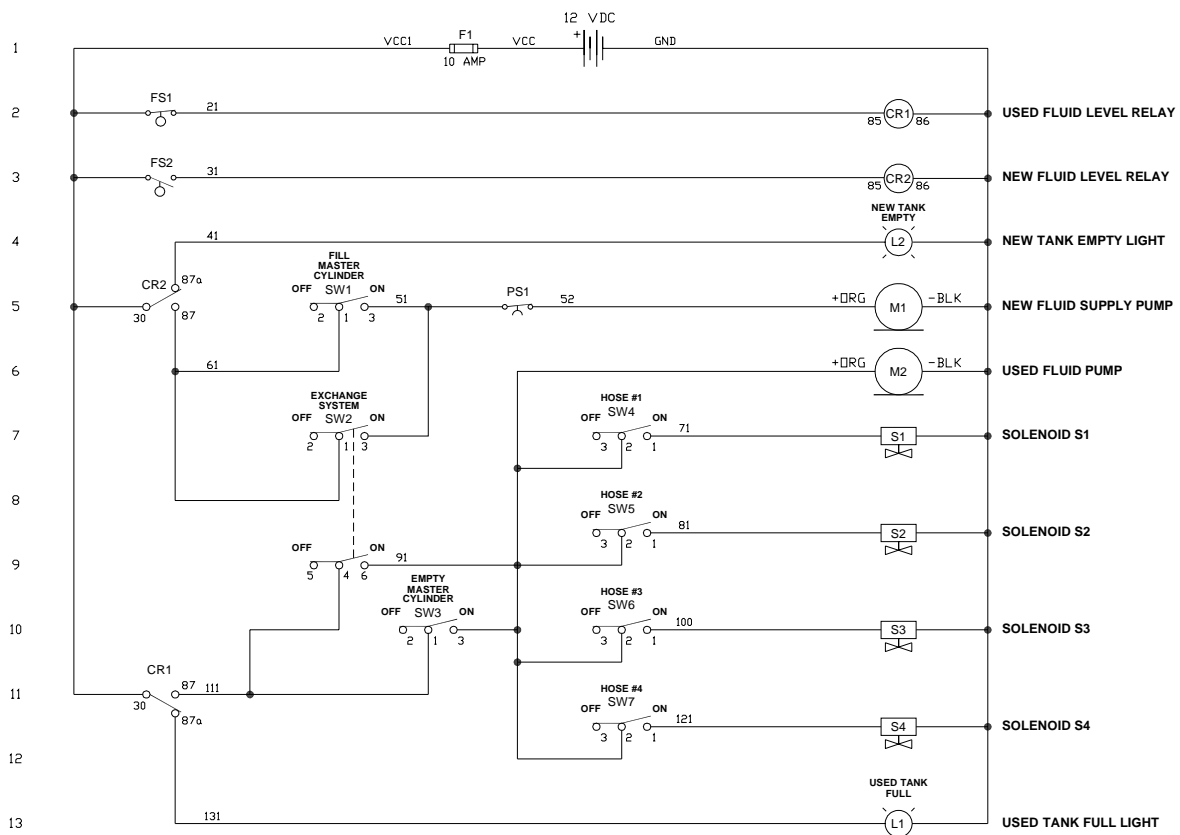 12 VDC
1 VCC1 F1 VCC + GND
10 AMP
FS1
2 21 CR1 USED FLUID LEVEL RELAY
85 86
FS2
3 31 CR2 NEW FLUID LEVEL RELAY
85 86
NEW TANK
EMPTY
4 41 L2 NEW TANK EMPTY LIGHT
FILL
MASTER
CYLINDER
CR2 87a OFF SW1 ON
5 51 PS1 52 +ORG M1 -BLK NEW FLUID SUPPLY PUMP
30 87 2 1 3
6 61 +ORG M2 -BLK USED FLUID PUMP
EXCHANGE
SYSTEM
OFF SW2 ON
HOSE #1
OFF SW4 ON
7 71 S1 SOLENOID S1
2 1 3
3 2 1
8
HOSE #2
OFF SW5 ON
81 S2 SOLENOID S2
3 2 1
OFF ON
9 91
5 4 6
EMPTY
MASTER
CYLINDER
OFF SW3 ON
HOSE #3
OFF SW6 ON
10 100 S3 SOLENOID S3
2 1 3
3 2 1
CR1
11 87 111
30 87a
HOSE #4
OFF SW7 ON
121 S4 SOLENOID S4
3 2 1
12
USED TANK
FULL
13 131 L1 USED TANK FULL LIGHT